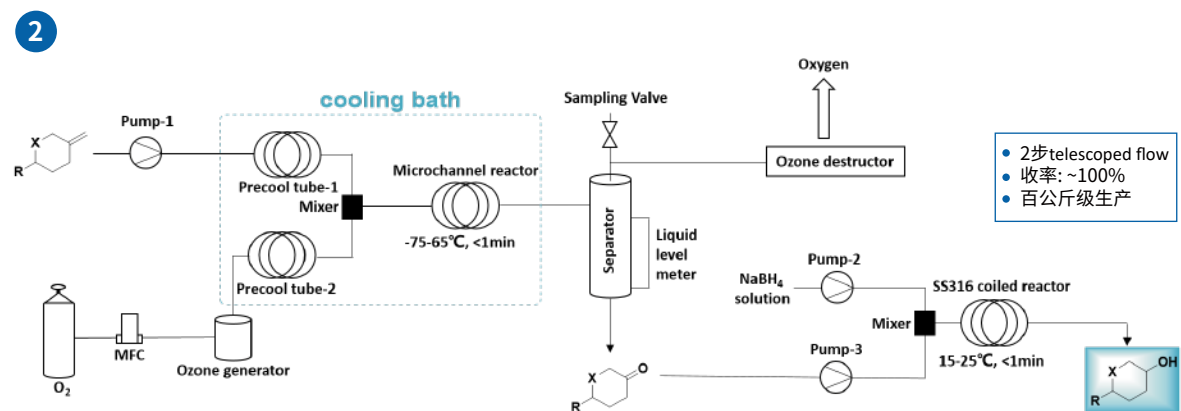 2
cooling bath
Oxygen
Sampling Valve
Pump-1
X
R
Precool tube-1
Mixer
Microchannel reactor
-75-65℃, <1min
Precool tube-2
O₂
MFC
Ozone generator
Separator
Liquid
level
meter
Ozone destructor
2步telescoped flow
收率: ~100%
百公斤级生产
Pump-2
NaBH₄
solution
Mixer
SS316 coiled reactor
15-25℃, <1min
Pump-3
X
O
R
X
OH
R